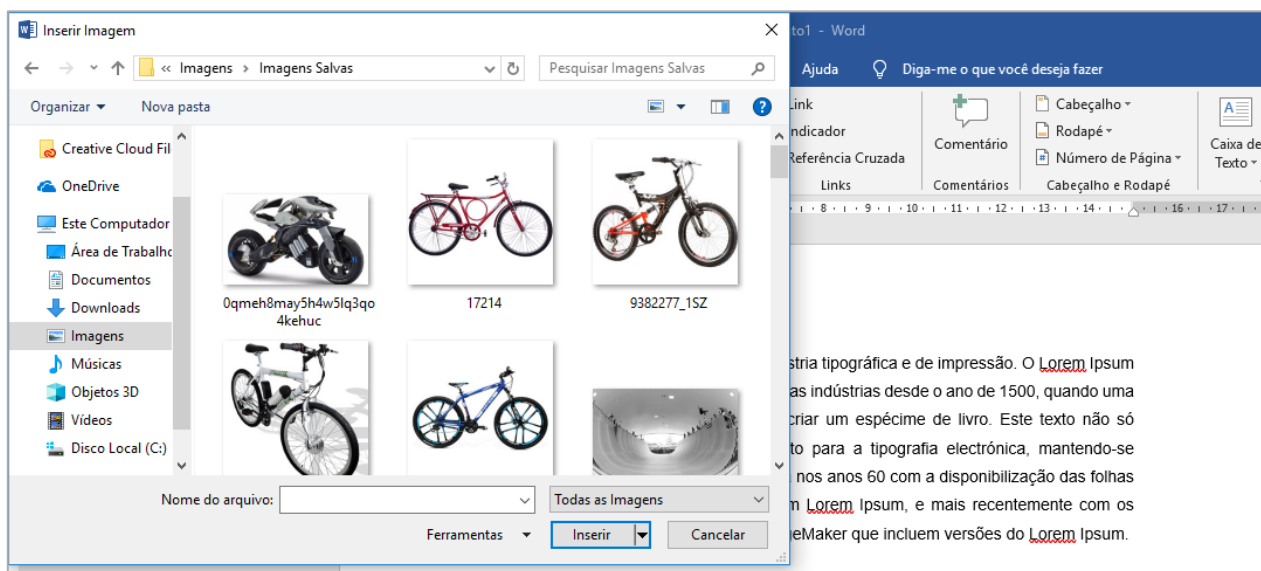 Inserir Imagem
to1 - Word
« Imagens > Imagens Salvas
Pesquisar Imagens Salvas
Ajuda
Diga-me o que você deseja fazer
Organizar
Nova pasta
Creative Cloud Fil
OneDrive
Este Computador
Área de Trabalho
Documentos
Downloads
Imagens
Músicas
Objetos 3D
Vídeos
Disco Local (C:)
0qmeh8may5h4w5lq3qo
4kehuc
17214
9382277_1SZ
Nome do arquivo:
Todas as Imagens
Ferramentas
Inserir
Cancelar
Link
ndicador
Referência Cruzada
Links
Comentário
Comentários
Cabeçalho
Rodapé
Número de Página
Cabeçalho e Rodapé
A
Caixa de
Texto
8 9 10 11 12 13 14 16 17
stria tipográfica e de impressão. O Lorem Ipsum
as indústrias desde o ano de 1500, quando uma
criar um espécime de livro. Este texto não só
to para a tipografia electrónica, mantendo-se
nos anos 60 com a disponibilização das folhas
Lorem Ipsum, e mais recentemente com os
geMaker que incluem versões do Lorem Ipsum.